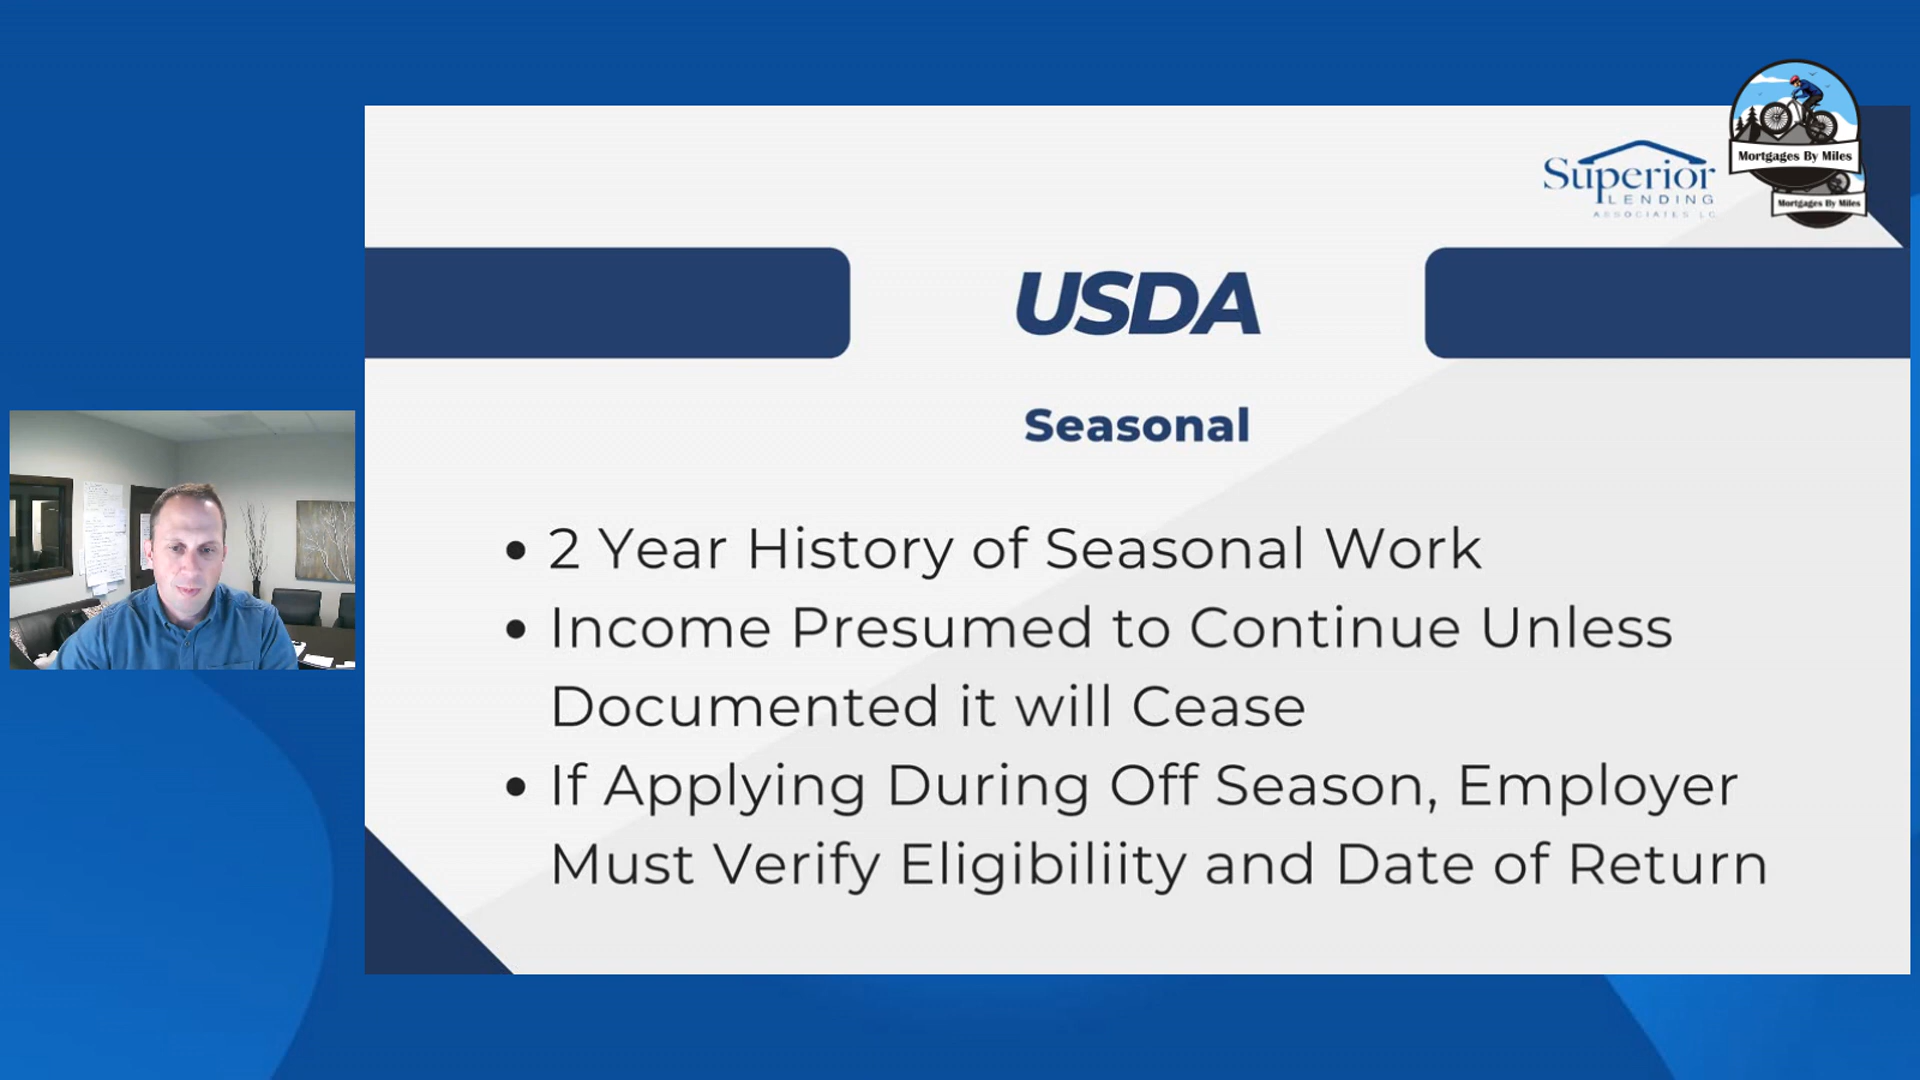 Superior
LENDING
ASSOCIATES LC
Mortgages By Miles
Mortgages By Miles
USDA
Seasonal
• 2 Year History of Seasonal Work
• Income Presumed to Continue Unless
Documented it will Cease
• If Applying During Off Season, Employer
Must Verify Eligibiliity and Date of Return